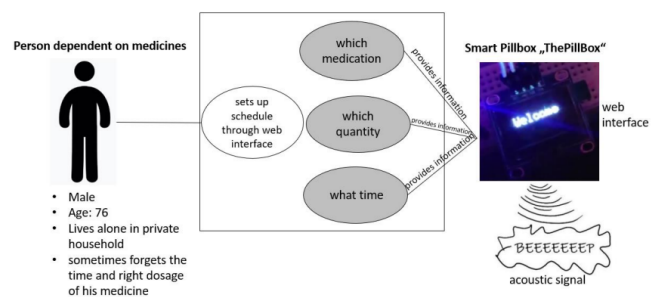 Person dependent on medicines
• Male
• Age: 76
• Lives alone in private
household
• sometimes forgets the
time and right dosage
of his medicine
sets up
schedule
through web
interface
which
medication
which
quantity
what time
provides information
provides information
provides information
Smart Pillbox „ThePillBox“
Welcome
web
interface
BEEEEEEEP
acoustic signal